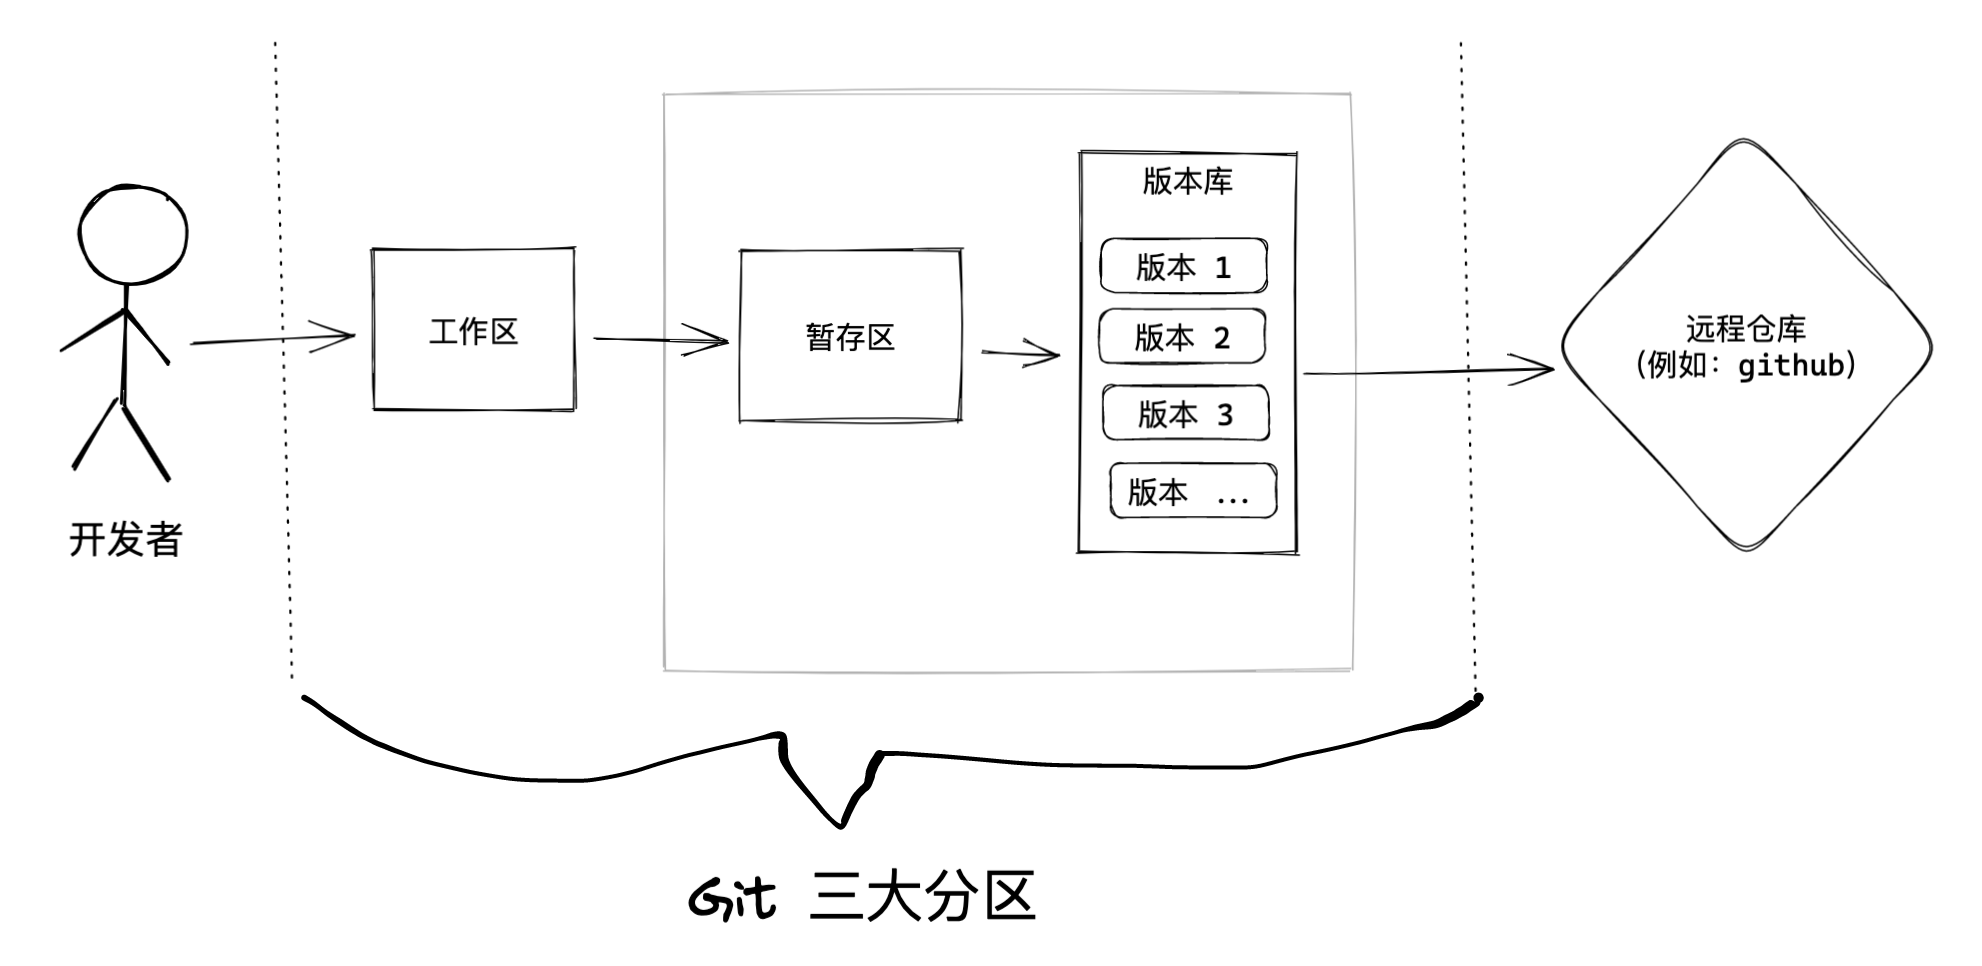 开发者
工作区
暂存区
版本库
版本 1
版本 2
版本 3
版本 ...
远程仓库
(例如：github)
Git 三大分区